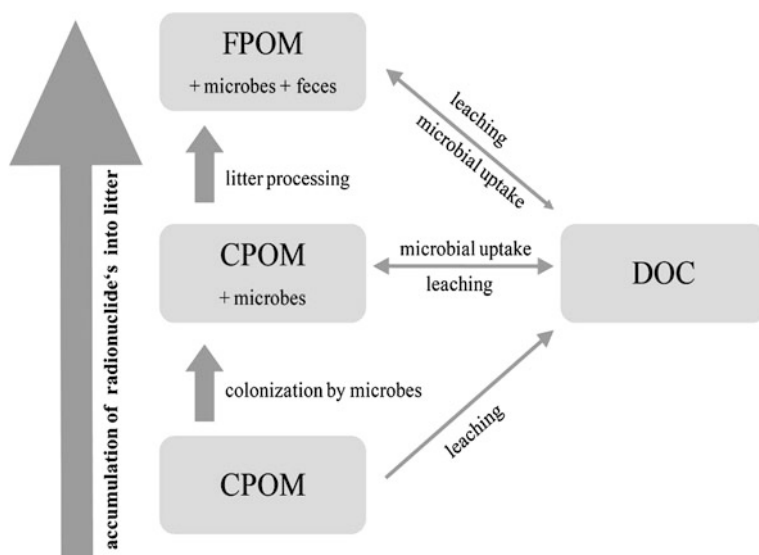 FPOM
+ microbes + feces
leaching
microbial uptake
litter processing
accumulation of radionuclide‘s into litter
CPOM
+ microbes
microbial uptake
leaching
DOC
colonization by microbes
leaching
CPOM